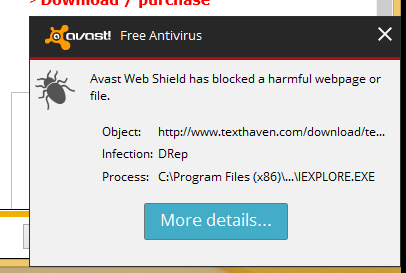 > Download / purchase
avast! Free Antivirus
Avast Web Shield has blocked a harmful webpage or
file.
Object: http://www.texthaven.com/download/te...
Infection: DRep
Process: C:\Program Files (x86)\...\IEXPLORE.EXE
More details...